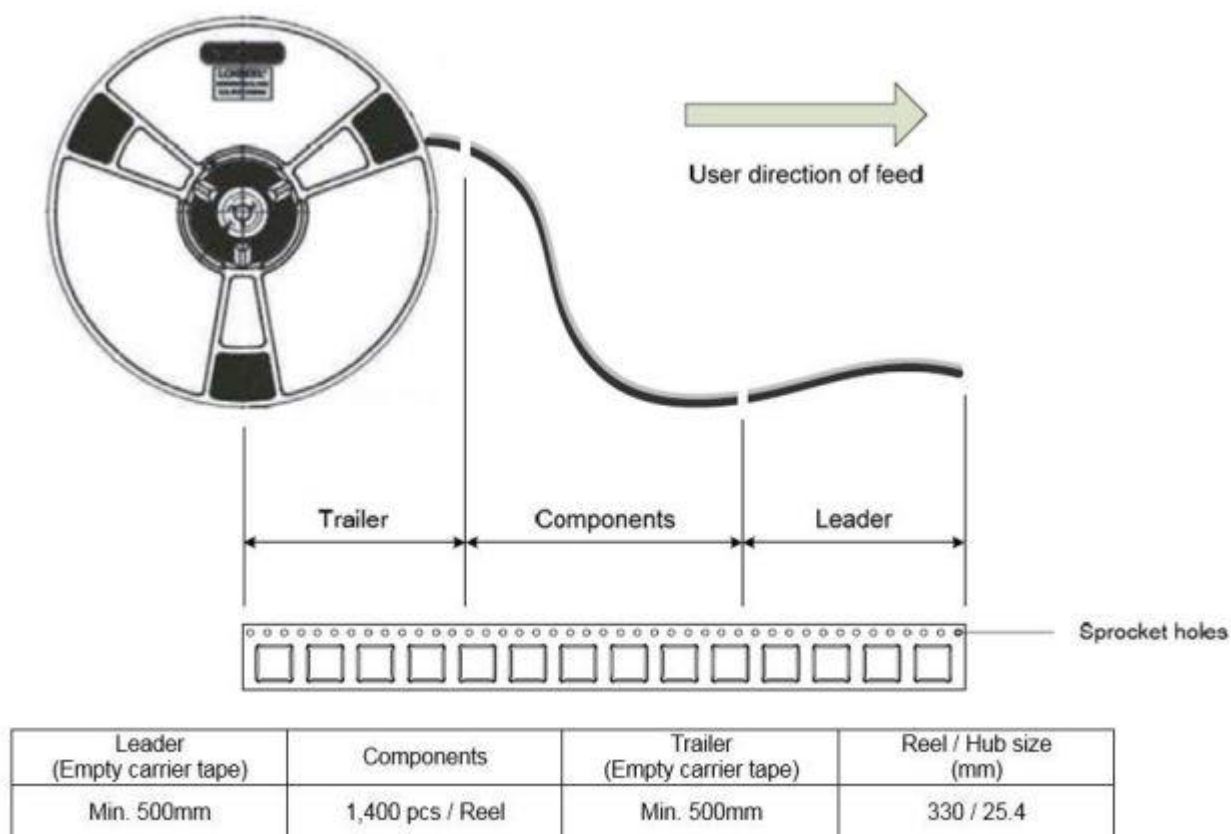 User direction of feed
Trailer
Components
Leader
Sprocket holes
Leader
(Empty carrier tape)
Components
Trailer
(Empty carrier tape)
Reel / Hub size
(mm)
Min. 500mm
1,400 pcs / Reel
Min. 500mm
330 / 25.4